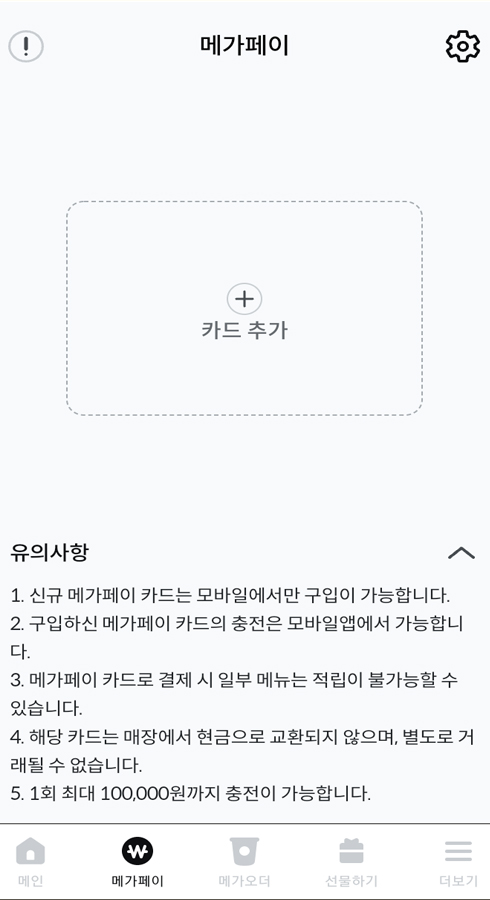 메가페이
카드 추가
유의사항
1. 신규 메가페이 카드는 모바일에서만 구입이 가능합니다.
2. 구입하신 메가페이 카드의 충전은 모바일앱에서 가능합니
다.
3. 메가페이 카드로 결제 시 일부 메뉴는 적립이 불가능할 수
있습니다.
4. 해당 카드는 매장에서 현금으로 교환되지 않으며, 별도로 거
래될 수 없습니다.
5. 1회 최대 100,000원까지 충전이 가능합니다.
메인 메가페이 메가오더 선물하기 더보기